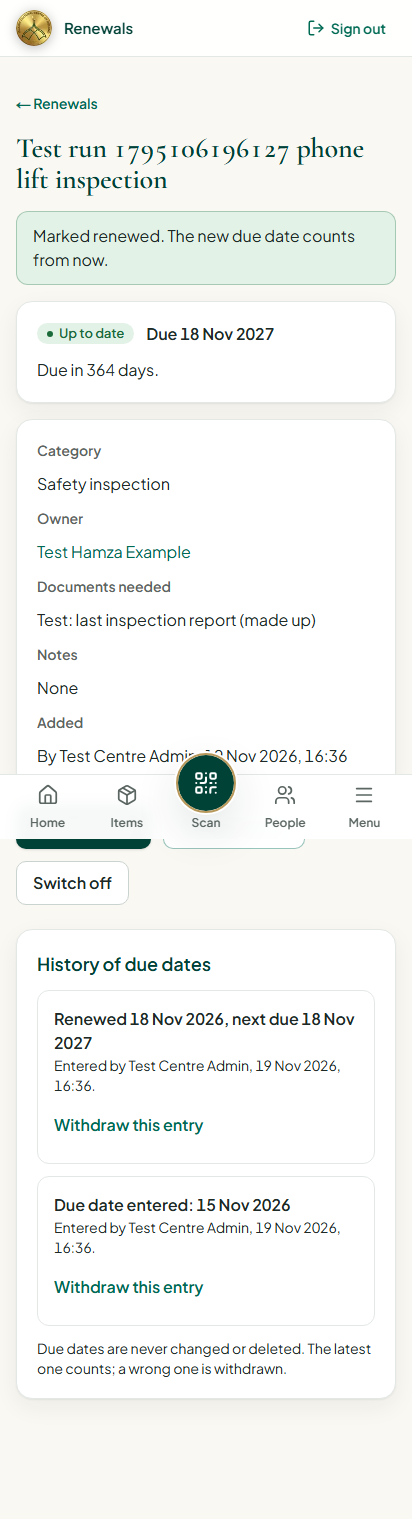 Renewals
Sign out
← Renewals
Test run 1795106196127 phone
lift inspection
Marked renewed. The new due date counts
from now.
Up to date
Due 18 Nov 2027
Due in 364 days.
Category
Safety inspection
Owner
Test Hamza Example
Documents needed
Test: last inspection report (made up)
Notes
None
Added
By Test Centre Admin, Nov 2026, 16:36
Home
Items
Scan
People
Menu
Switch off
History of due dates
Renewed 18 Nov 2026, next due 18 Nov
2027
Entered by Test Centre Admin, 19 Nov 2026,
16:36.
Withdraw this entry
Due date entered: 15 Nov 2026
Entered by Test Centre Admin, 19 Nov 2026,
16:36.
Withdraw this entry
Due dates are never changed or deleted. The latest
one counts; a wrong one is withdrawn.